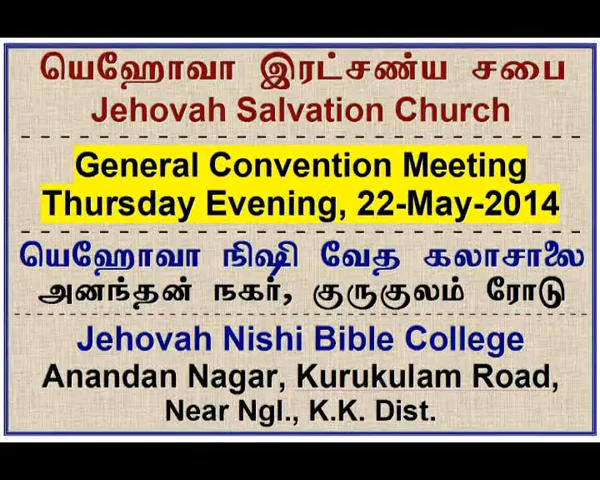 யெஹோவா இரட்சண்ய சபை
Jehovah Salvation Church
General Convention Meeting
Thursday Evening, 22-May-2014
யெஹோவா நிஷி வேத கலாசாலை
அனந்தன் நகர், குருகுலம் ரோடு
Jehovah Nishi Bible College
Anandan Nagar, Kurukulam Road,
Near Ngl., K.K. Dist.